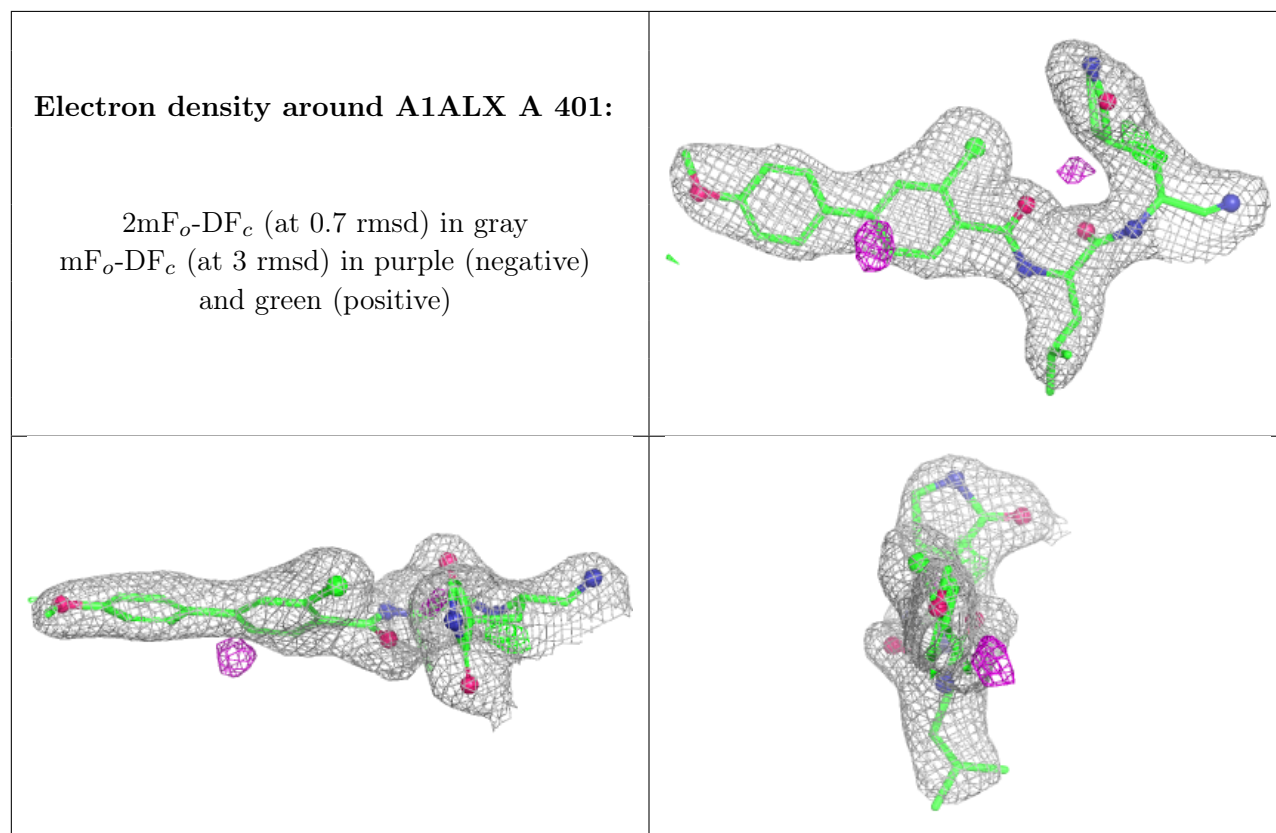 Electron density around A1ALX A 401:
2mFo-DFc (at 0.7 rmsd) in gray
mFo-DFc (at 3 rmsd) in purple (negative)
and green (positive)